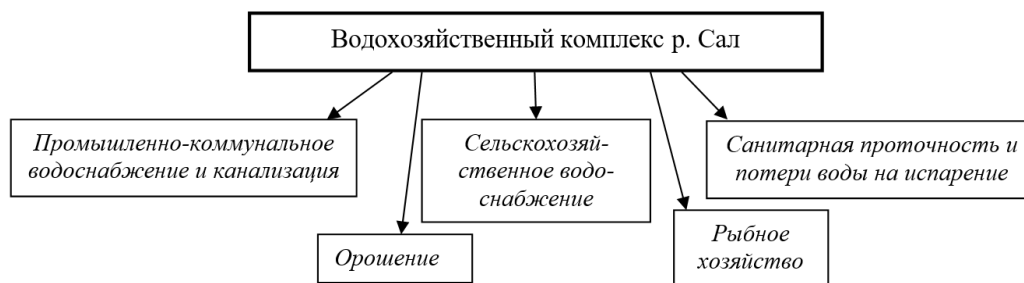 Водохозяйственный комплекс р. Сал
Промышленно-коммунальное
водоснабжение и канализация
Сельскохозяй-
ственное водо-
снабжение
Санитарная проточность и
потери воды на испарение
Орошение
Рыбное
хозяйство